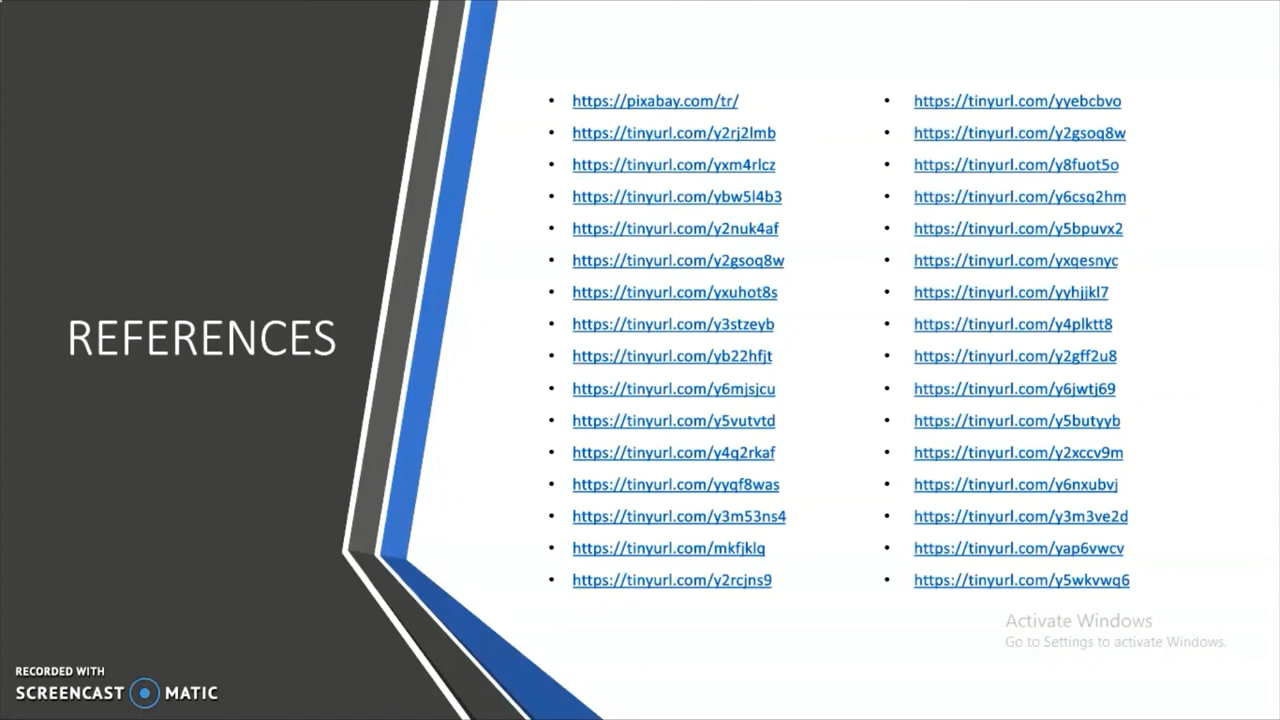 REFERENCES
• https://pixabay.com/tr/
• https://tinyurl.com/y2rj2lmb
• https://tinyurl.com/yxm4rlcz
• https://tinyurl.com/ybw5l4b3
• https://tinyurl.com/y2nuk4af
• https://tinyurl.com/y2gsoq8w
• https://tinyurl.com/yxuhot8s
• https://tinyurl.com/y3stzeyb
• https://tinyurl.com/yb22hfjt
• https://tinyurl.com/y6mjsjcu
• https://tinyurl.com/y5vutvtd
• https://tinyurl.com/y4q2rkaf
• https://tinyurl.com/yyqf8was
• https://tinyurl.com/y3m53ns4
• https://tinyurl.com/mkfjklq
• https://tinyurl.com/y2rcjns9
• https://tinyurl.com/yyebcbvo
• https://tinyurl.com/y2gsoq8w
• https://tinyurl.com/y8fuot5o
• https://tinyurl.com/y6csq2hm
• https://tinyurl.com/y5bpuvx2
• https://tinyurl.com/yxqesnyc
• https://tinyurl.com/yyhjjkl7
• https://tinyurl.com/y4plktt8
• https://tinyurl.com/y2gff2u8
• https://tinyurl.com/y6jwtj69
• https://tinyurl.com/y5butyyb
• https://tinyurl.com/y2xccv9m
• https://tinyurl.com/y6nxubvj
• https://tinyurl.com/y3m3ve2d
• https://tinyurl.com/yap6vwcv
• https://tinyurl.com/y5wkvwq6
Activate Windows
Go to Settings to activate Windows.
RECORDED WITH
SCREENCAST MATIC